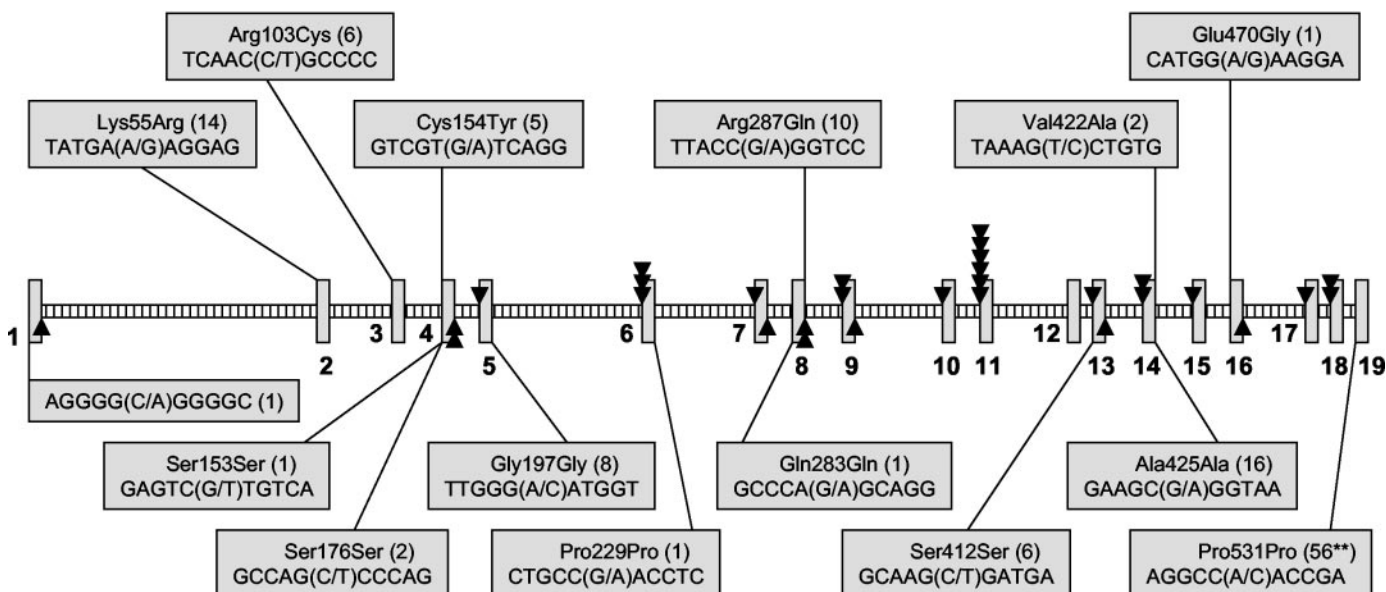 Arg103Cys (6)
TCAAC(C/T)GCCCC
Glu470Gly (1)
CATGG(A/G)AAGGA
Lys55Arg (14)
TATGA(A/G)AGGAG
Cys154Tyr (5)
GTCGT(G/A)TCAGG
Arg287Gln (10)
TTACC(G/A)GGTCC
Val422Ala (2)
TAAAG(T/C)CTGTG
1
2
3
4
5
6
7
8
9
10
11
12
13
14
15
16
17
18
19
AGGGG(C/A)GGGGC (1)
Ser153Ser (1)
GAGTC(G/T)TGTCA
Gly197Gly (8)
TTGGG(A/C)ATGGT
Gln283Gln (1)
GCCCA(G/A)GCAGG
Ala425Ala (16)
GAAGC(G/A)GGTAA
Ser176Ser (2)
GCCAG(C/T)CCCAG
Pro229Pro (1)
CTGCC(G/A)ACCTC
Ser412Ser (6)
GCAAG(C/T)GATGA
Pro531Pro (56**)
AGGCC(A/C)ACCGA